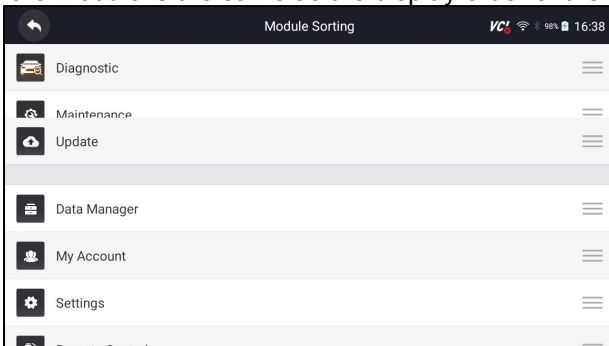 Module Sorting
VCI 98% 16:38
Diagnostic
Maintenance
Update
Data Manager
My Account
Settings